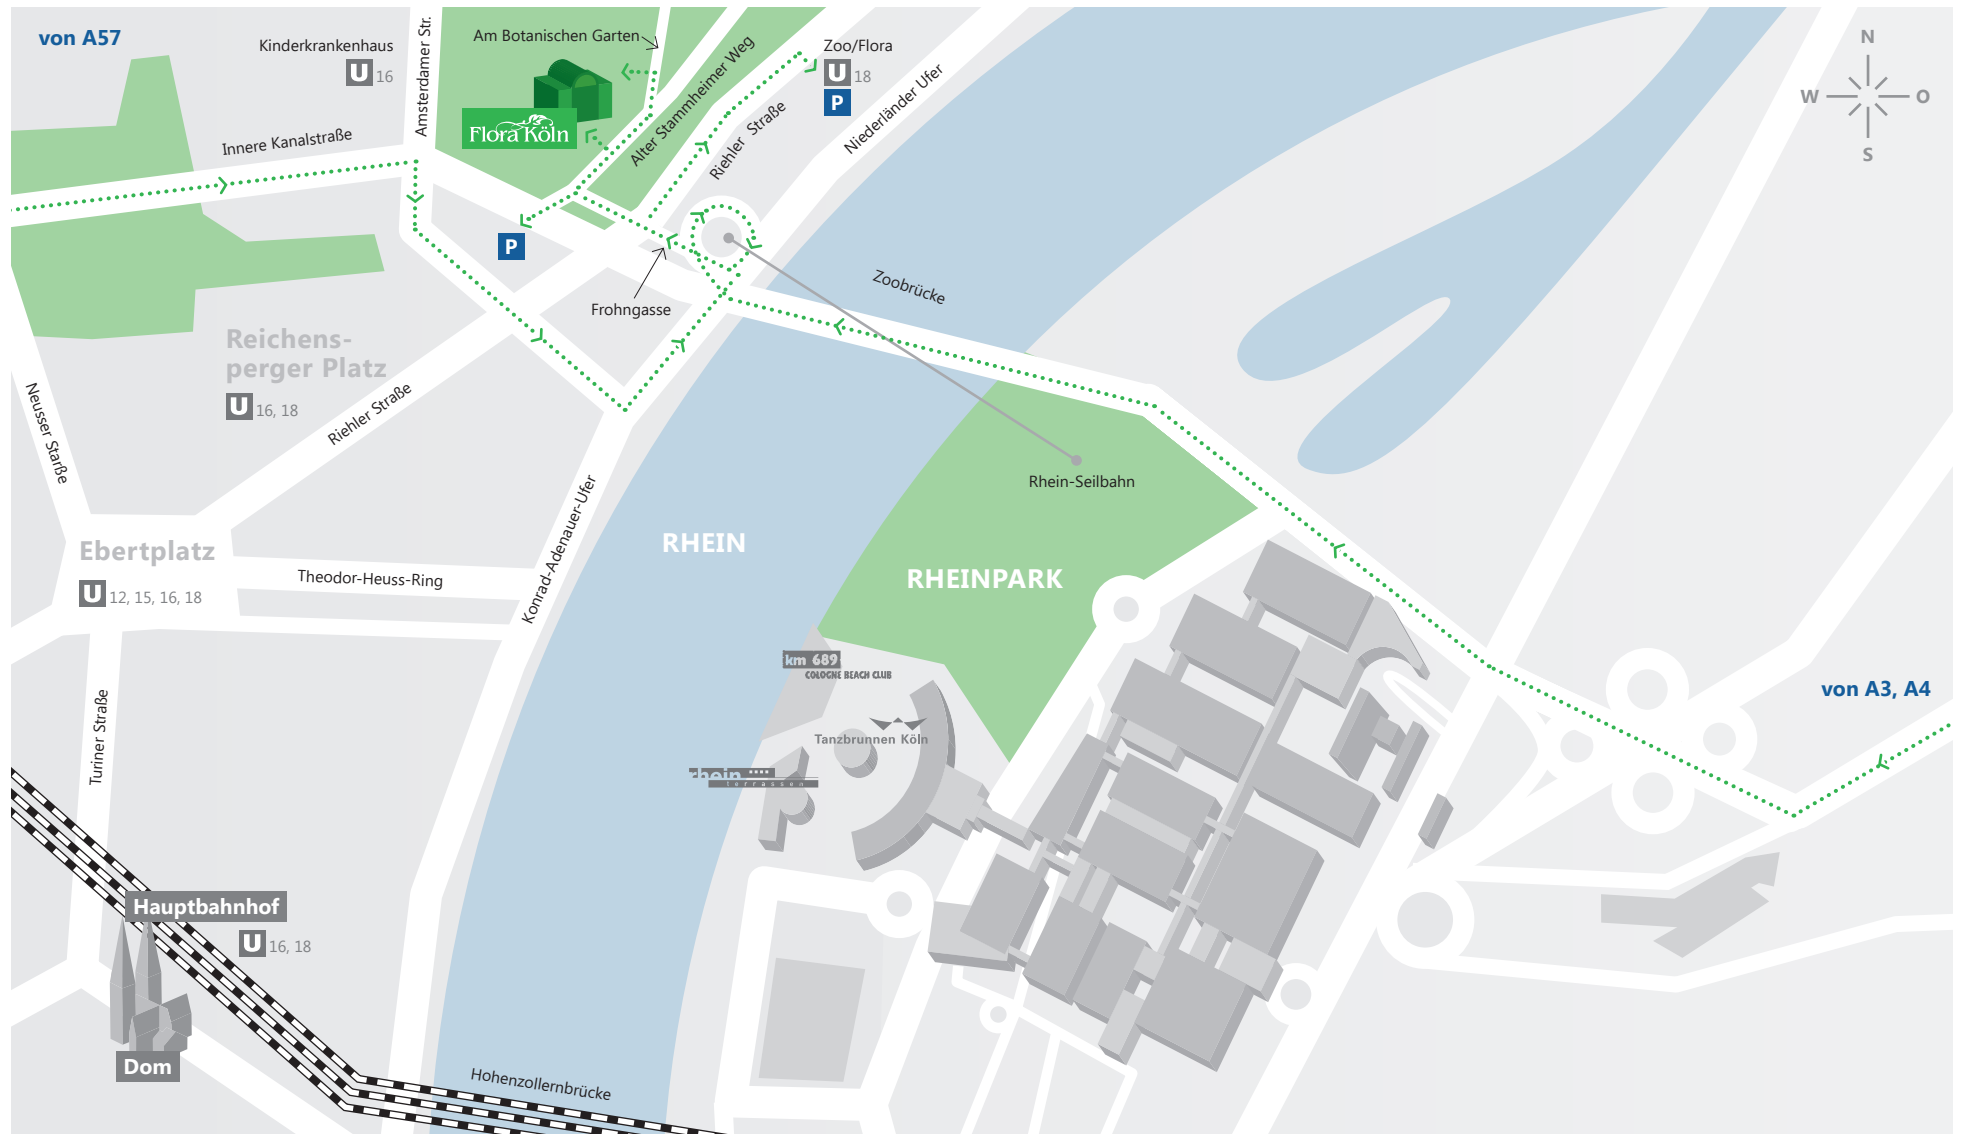 von A57
Kinderkrankenhaus
U 16
Amsterdamer Str.
Am Botanischen Garten
Flora Köln
Alter Stammheimer Weg
Zoo/Flora
U 18
P
Riehler Straße
Niederländer Ufer
N
W
O
S
Innere Kanalstraße
P
Frohngasse
Zoobrücke
Reichens-
perger Platz
U 16, 18
Riehler Straße
Neusser Starße
Rhein-Seilbahn
RHEIN
RHEINPARK
Ebertplatz
U 12, 15, 16, 18
Theodor-Heuss-Ring
Konrad-Adenauer-Ufer
km 689
COLOGNE BEACH CLUB
von A3, A4
Turiner Straße
Tanzbrunnen Köln
rhein
terrassen
Hauptbahnhof
U 16, 18
Dom
Hohenzollernbrücke